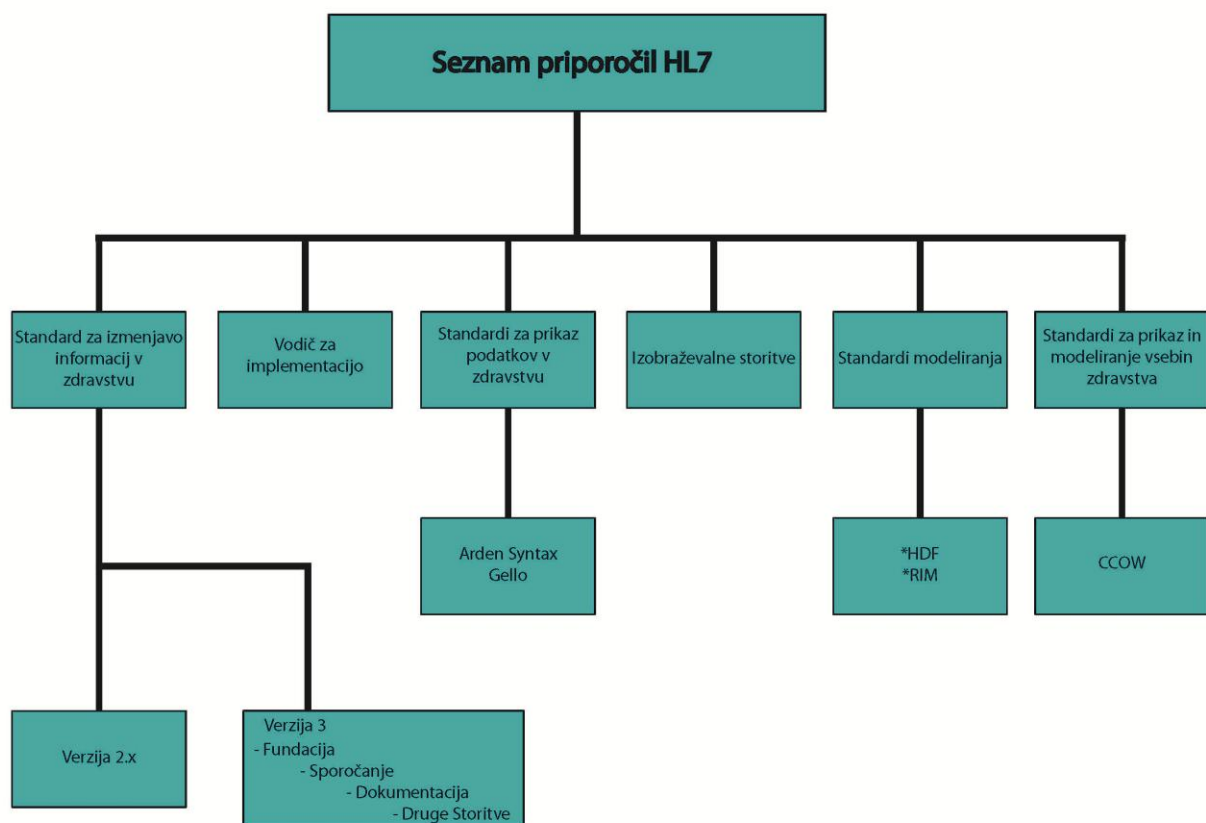 Seznam priporočil HL7
Standard za izmenjavo
informacij v
zdravstvu
Vodič za
implementacijo
Standardi za prikaz
podatkov v
zdravstvu
Izobraževalne storitve
Standardi modeliranja
Standardi za prikaz in
modeliranje vsebin
zdravstva
Arden Syntax
Gello
*HDF
*RIM
CCOW
Verzija 2.x
Verzija 3
- Fundacija
- Sporočanje
- Dokumentacija
- Druge Storitve